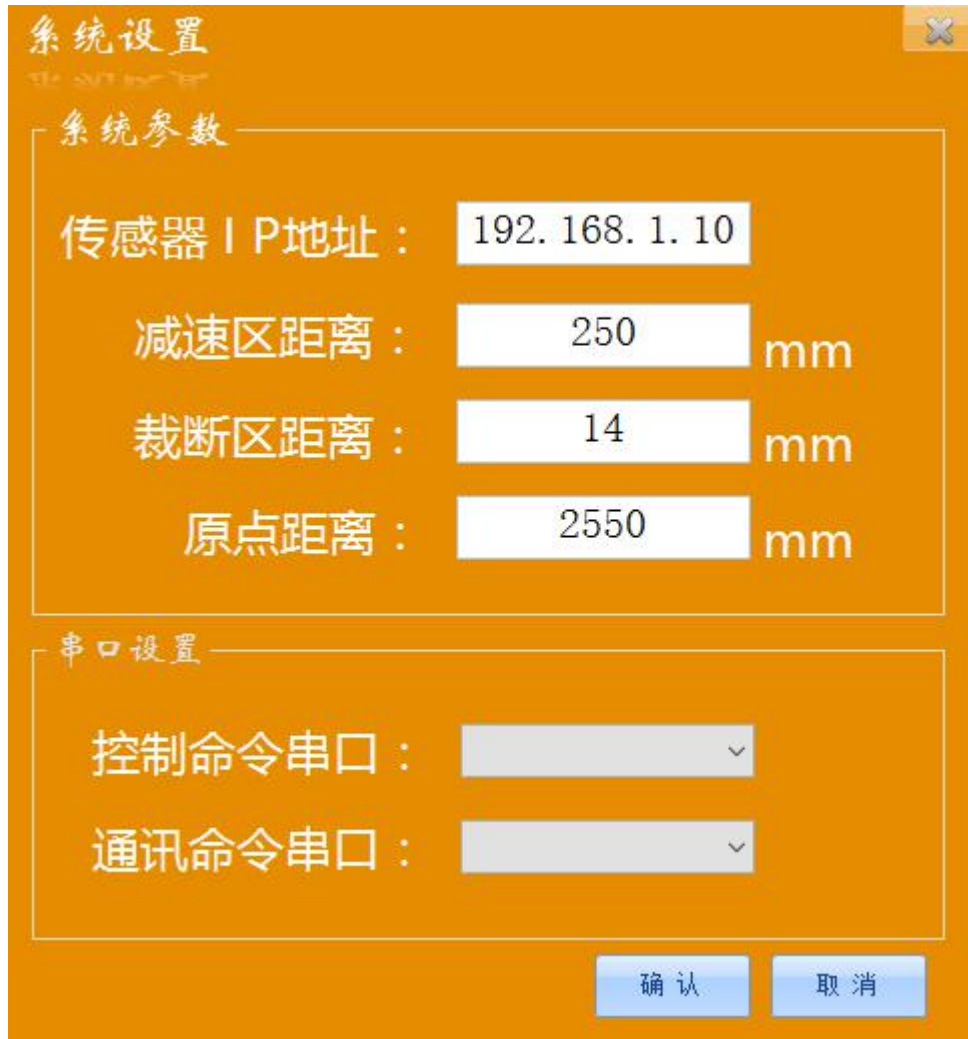 系统设置
系统参数
传感器IP地址： 192.168.1.10
减速区距离： 250 mm
裁断区距离： 14 mm
原点距离： 2550 mm
串口设置
控制命令串口：
通讯命令串口：
确认 取消